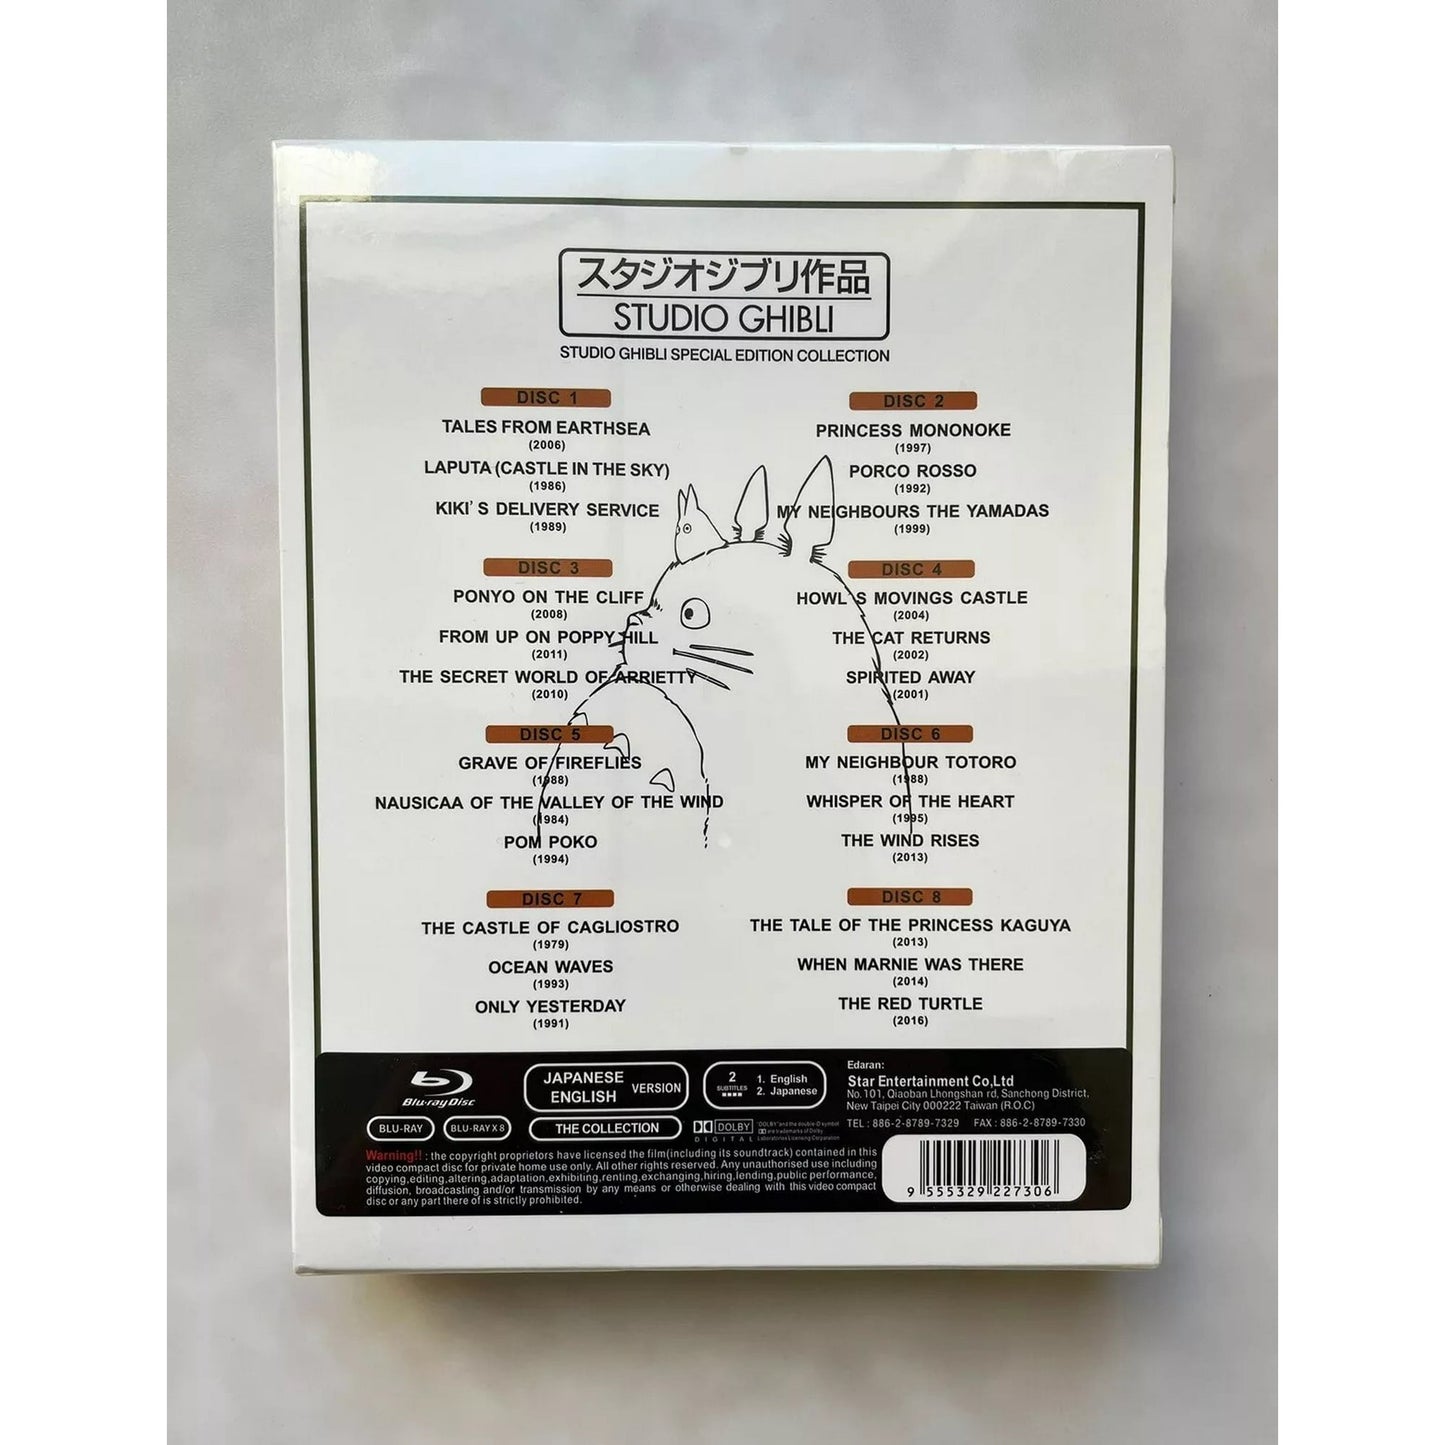 スタジオジブリ作品
STUDIO GHIBLI
STUDIO GHIBLI SPECIAL EDITION COLLECTION
DISC 1
TALES FROM EARTHSEA
(2006)
LAPUTA (CASTLE IN THE SKY)
(1986)
KIKI'S DELIVERY SERVICE
(1989)
DISC 2
PRINCESS MONONOKE
(1997)
PORCO ROSSO
(1992)
MY NEIGHBOURS THE YAMADAS
(1999)
DISC 3
PONYO ON THE CLIFF
(2008)
FROM UP ON POPPY HILL
(2011)
THE SECRET WORLD OF ARRIETTY
(2010)
DISC 4
HOWL'S MOVINGS CASTLE
(2004)
THE CAT RETURNS
(2002)
SPIRITED AWAY
(2001)
DISC 5
GRAVE OF FIREFLIES
(1988)
NAUSICAA OF THE VALLEY OF THE WIND
(1984)
POM POKO
(1994)
DISC 6
MY NEIGHBOUR TOTORO
(1988)
WHISPER OF THE HEART
(1995)
THE WIND RISES
(2013)
DISC 7
THE CASTLE OF CAGLIOSTRO
(1979)
OCEAN WAVES
(1993)
ONLY YESTERDAY
(1991)
DISC 8
THE TALE OF THE PRINCESS KAGUYA
(2013)
WHEN MARNIE WAS THERE
(2014)
THE RED TURTLE
(2016)
Blu-ray Disc
BLU-RAY
BLU-RAY X 8
JAPANESE
ENGLISH
VERSION
THE COLLECTION
2
SUBTITLES
1. English
2. Japanese
DOLBY
DIGITAL
"DOLBY" and the double-D symbol
are trademarks of Dolby
Laboratories Licensing Corporation
Edaran:
Star Entertainment Co,Ltd
No.101, Qiaoban Lhongshan rd, Sanchong District,
New Taipei City 000222 Taiwan (R.O.C)
TEL : 886-2-8789-7329 FAX : 886-2-8789-7330
Warning!! : the copyright proprietors have licensed the film(including its soundtrack) contained in this
video compact disc for private home use only. All other rights reserved. Any unauthorised use including
copying,editing,altering,adaptation,exhibiting,renting,exchanging,hiring,lending,public performance,
diffusion, broadcasting and/or transmission by any means or otherwise dealing with this video compact
disc or any part there of is strictly prohibited.
9 555329 227306